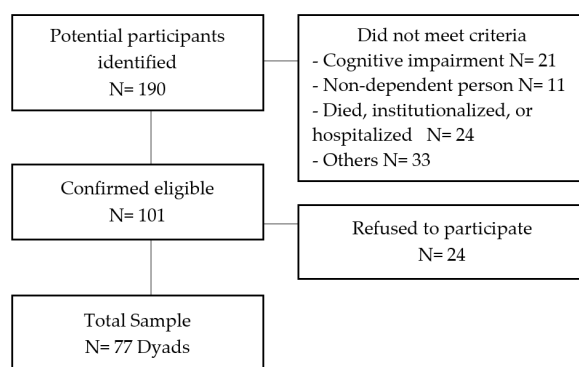 Potential participants
identified
N= 190
Did not meet criteria
- Cognitive impairment N= 21
- Non-dependent person N= 11
- Died, institutionalized, or
hospitalized N= 24
- Others N= 33
Confirmed eligible
N= 101
Refused to participate
N= 24
Total Sample
N= 77 Dyads